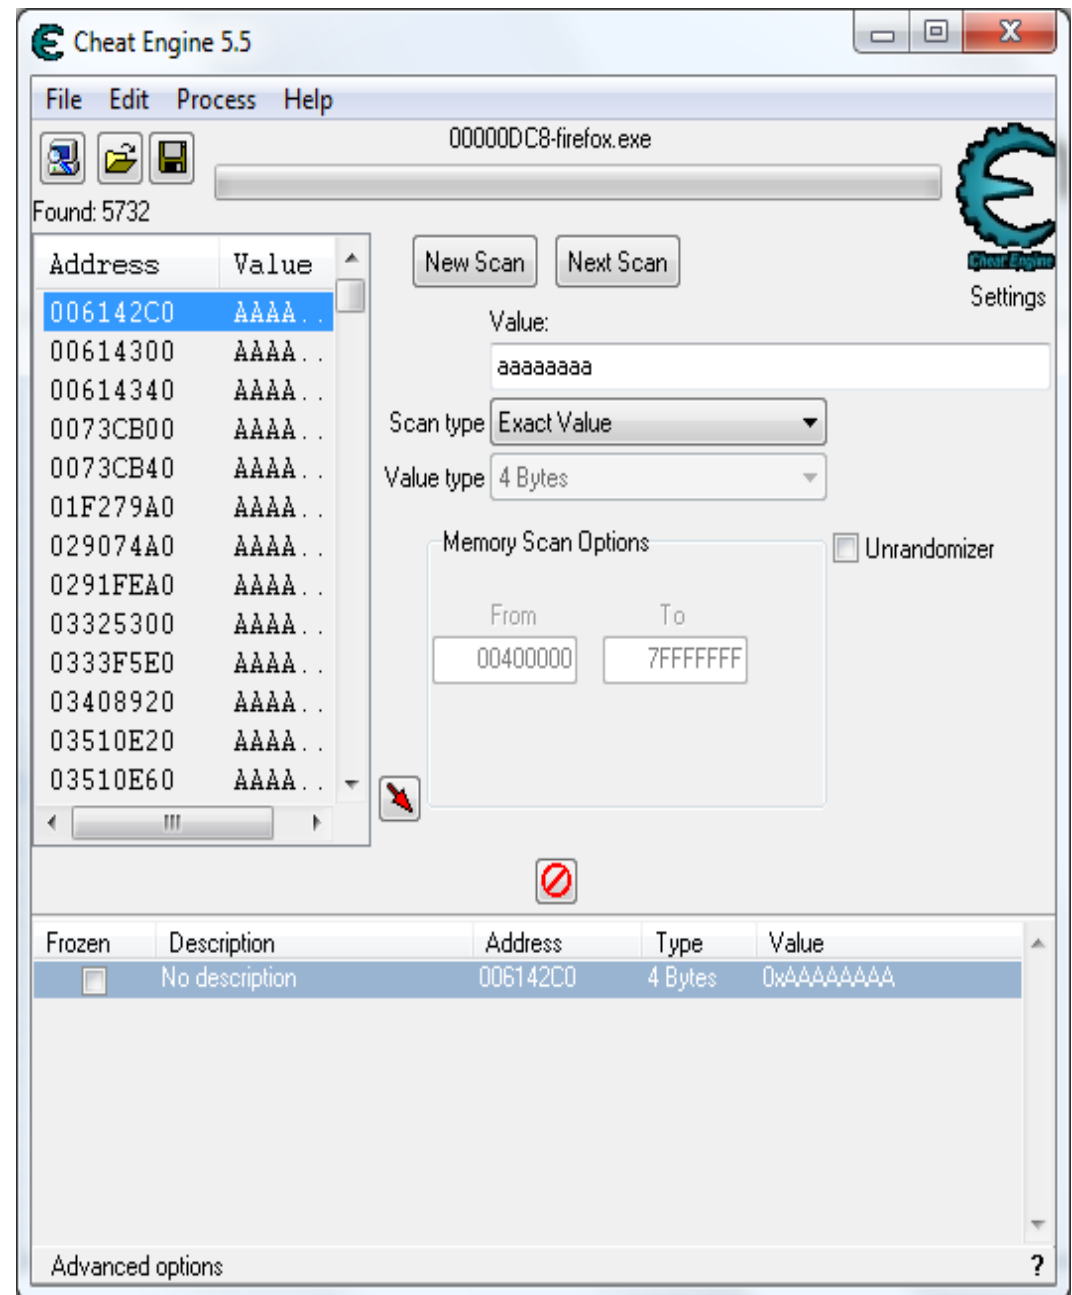 Cheat Engine 5.5
File Edit Process Help
00000DC8-firefox.exe
Found: 5732
Address Value
006142C0 AAAA..
00614300 AAAA..
00614340 AAAA..
0073CB00 AAAA..
0073CB40 AAAA..
01F279A0 AAAA..
029074A0 AAAA..
0291FEA0 AAAA..
03325300 AAAA..
0333F5E0 AAAA..
03408920 AAAA..
03510E20 AAAA..
03510E60 AAAA..
New Scan Next Scan
Cheat Engine
Settings
Value:
aaaaaaaa
Scan type Exact Value
Value type 4 Bytes
Memory Scan Options
Unrandomizer
From To
00400000 7FFFFFFF
Frozen Description Address Type Value
No description 006142C0 4 Bytes 0xAAAAAAAA
Advanced options ?